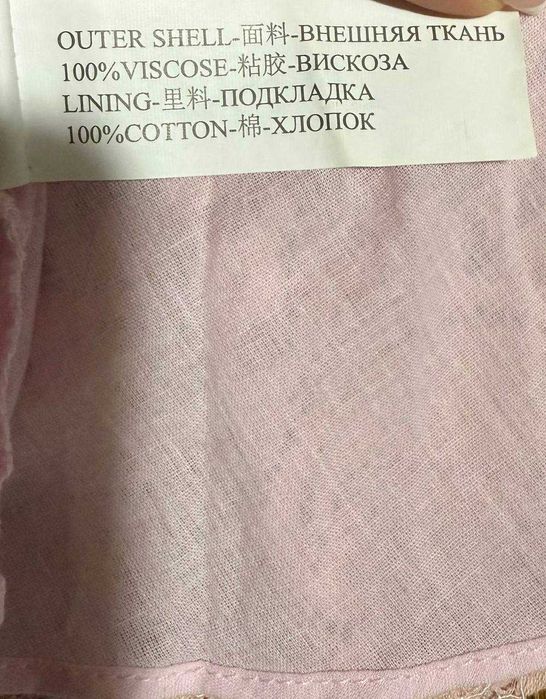 OUTER SHELL-面料-ВНЕШНЯЯ ТКАНЬ
100%VISCOSE-粘胶-ВИСКОЗА
LINING-里料-ПОДКЛАДКА
100%COTTON-棉-ХЛОПОК